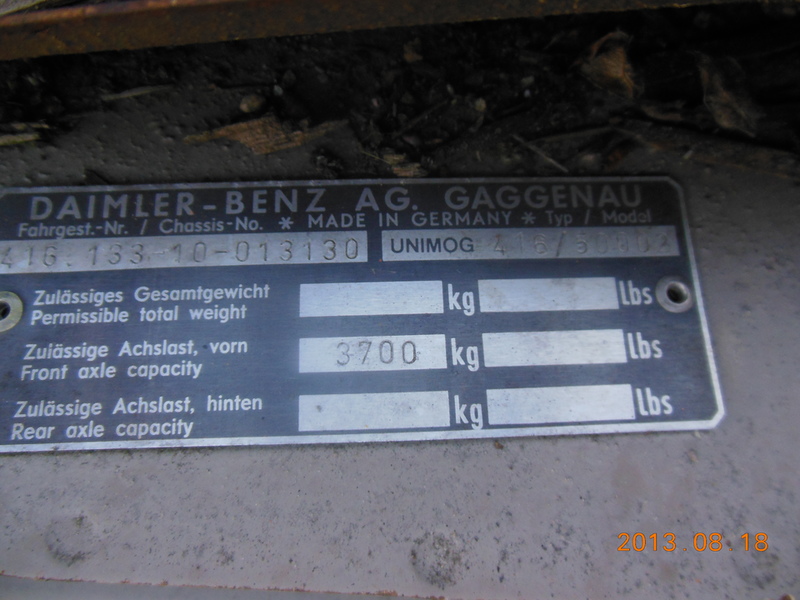 DAIMLER-BENZ AG. GAGGENAU
Fahrgest.-Nr. / Chassis-No. * MADE IN GERMANY * Typ / Model
416.133-10-013130 UNIMOG
Zulässiges Gesamtgewicht kg lbs
Permissible total weight
Zulässige Achslast, vorn 3700 kg lbs
Front axle capacity
Zulässige Achslast, hinten kg lbs
Rear axle capacity
2013.08.18